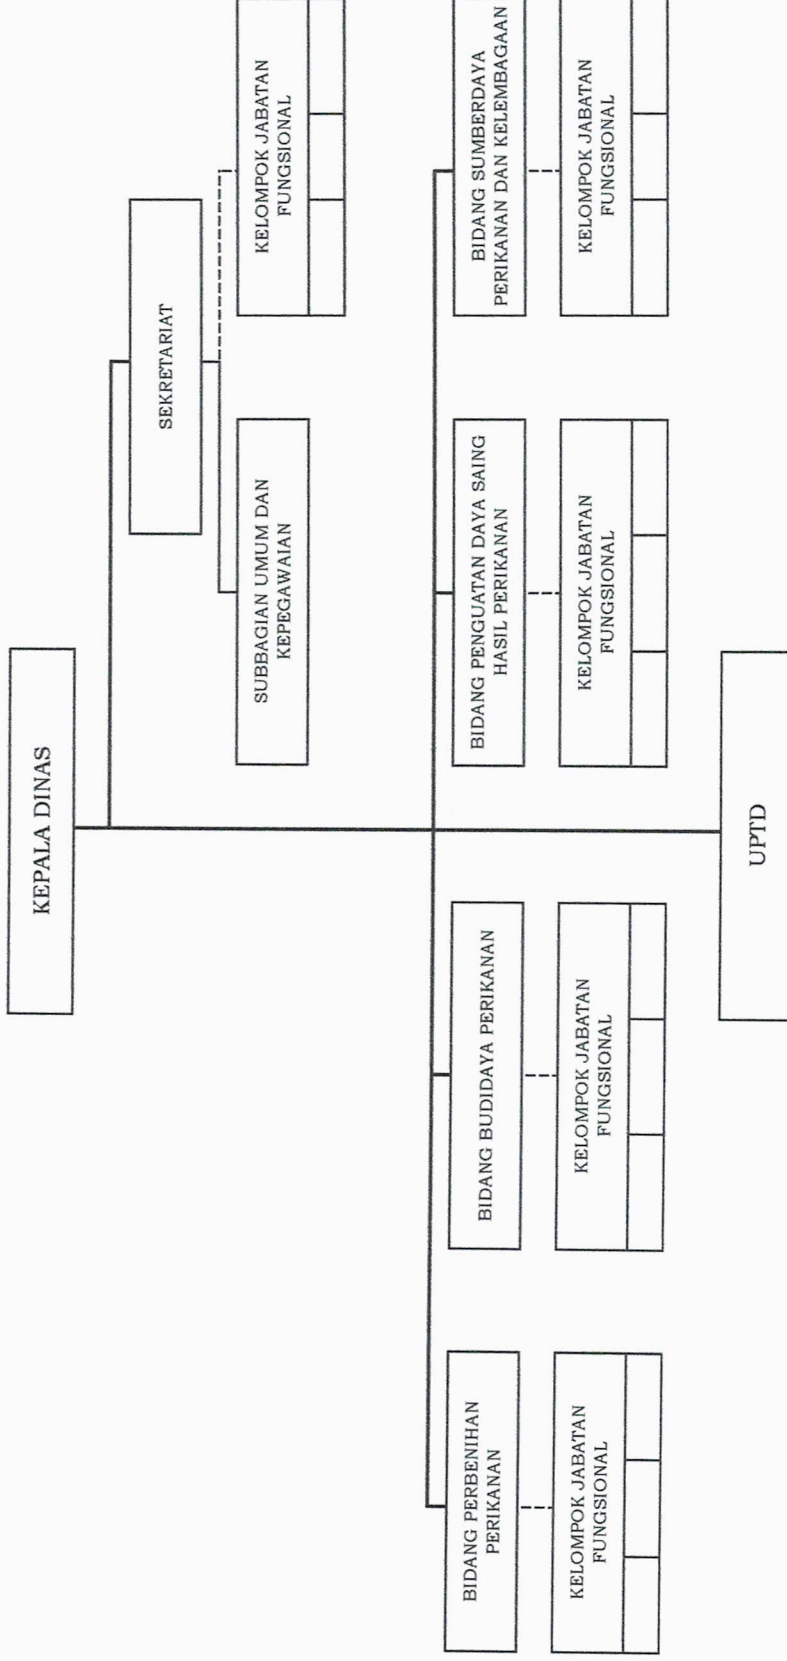 KEPALA DINAS
SEKRETARIAT
SUBBAGIAN UMUM DAN
KEPEGAWAIAN
KELOMPOK JABATAN
FUNGSIONAL
BIDANG PERBENIHAN
PERIKANAN
BIDANG BUDIDAYA PERIKANAN
BIDANG PENGUATAN DAYA SAING
HASIL PERIKANAN
BIDANG SUMBERDAYA
PERIKANAN DAN KELEMBAGAAN
KELOMPOK JABATAN
FUNGSIONAL
KELOMPOK JABATAN
FUNGSIONAL
KELOMPOK JABATAN
FUNGSIONAL
KELOMPOK JABATAN
FUNGSIONAL
UPTD